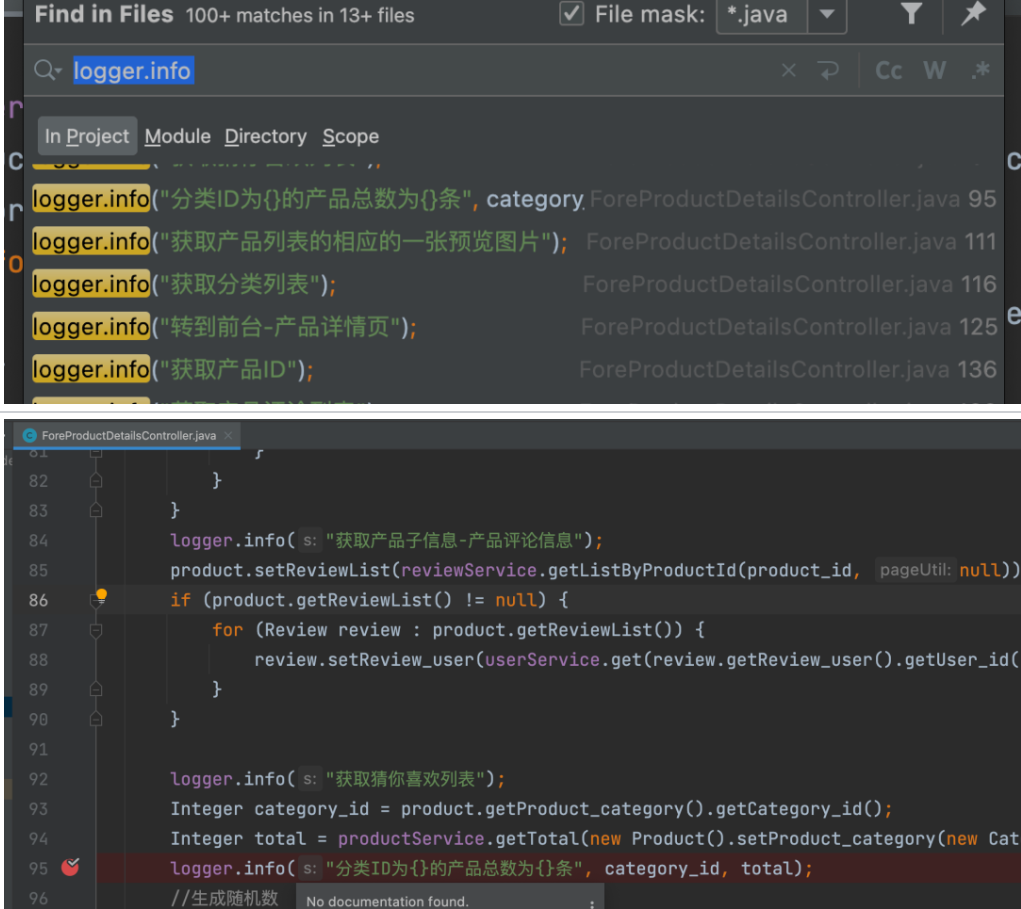 Find in Files 100+ matches in 13+ files File mask: *.java
logger.info Cc W .*
In Project Module Directory Scope
logger.info("分类ID为{}的产品总数为{}条", category ForeProductDetailsController.java 95
logger.info("获取产品列表的相应的一张预览图片"); ForeProductDetailsController.java 111
logger.info("获取分类列表"); ForeProductDetailsController.java 116
logger.info("转到前台-产品详情页"); ForeProductDetailsController.java 125
logger.info("获取产品ID"); ForeProductDetailsController.java 136
ForeProductDetailsController.java
81 }
82 }
83 }
84 logger.info( s: "获取产品子信息-产品评论信息");
85 product.setReviewList(reviewService.getListByProductId(product_id, pageUtil: null))
86 if (product.getReviewList() != null) {
87 for (Review review : product.getReviewList()) {
88 review.setReview_user(userService.get(review.getReview_user().getUser_id(
89 }
90 }
91
92 logger.info( s: "获取猜你喜欢列表");
93 Integer category_id = product.getProduct_category().getCategory_id();
94 Integer total = productService.getTotal(new Product().setProduct_category(new Cat
95 logger.info( s: "分类ID为{}的产品总数为{}条", category_id, total);
96 //生成随机数
No documentation found.